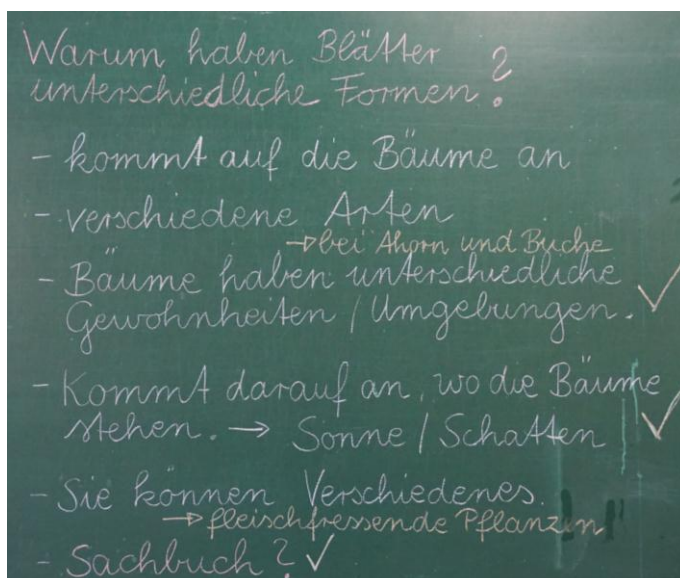 Warum haben Blätter
unterschiedliche Formen?
- kommt auf die Bäume an
- verschiedene Arten
→ bei Ahorn und Buche
- Bäume haben unterschiedliche
Gewohnheiten / Umgebungen. ✓
- Kommt darauf an, wo die Bäume
stehen. → Sonne / Schatten ✓
- Sie können Verschiedenes.
→ fleischfressende Pflanzen
- Sachbuch? ✓